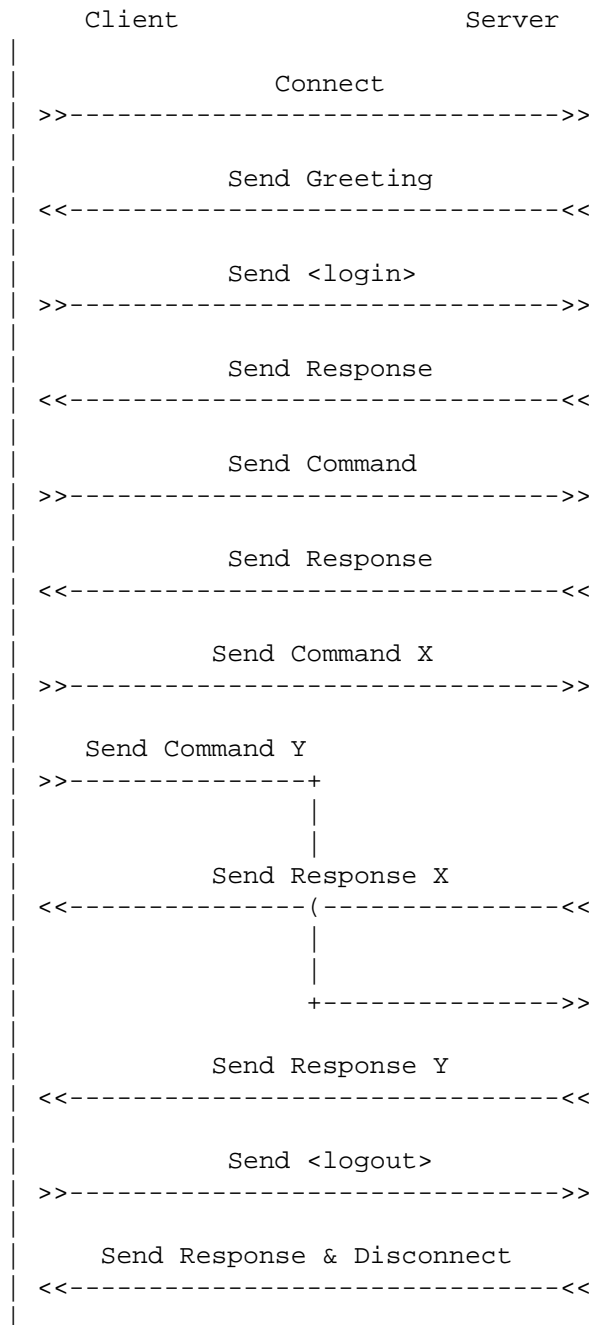 Client Server
Connect
>>------------------------------->>
Send Greeting
<<-------------------------------<<
Send <login>
>>------------------------------->>
Send Response
<<-------------------------------<<
Send Command
>>------------------------------->>
Send Response
<<-------------------------------<<
Send Command X
>>------------------------------->>
Send Command Y
>>---------------+
Send Response X
<<---------------(---------------<<
+--------------->>
Send Response Y
<<-------------------------------<<
Send <logout>
>>------------------------------->>
Send Response & Disconnect
<<-------------------------------<<